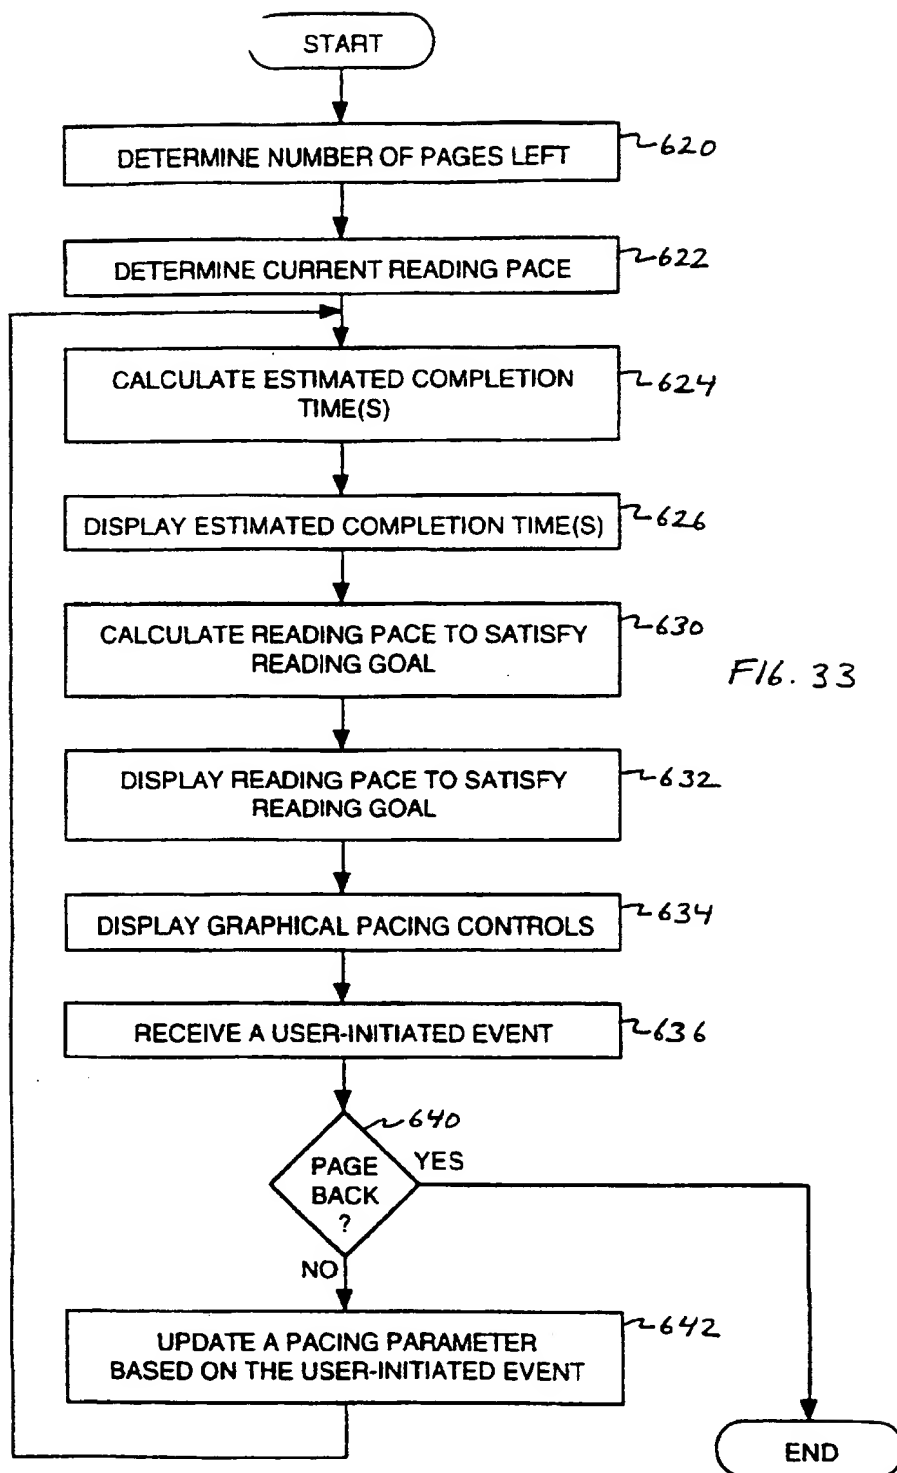 START
DETERMINE NUMBER OF PAGES LEFT
620
DETERMINE CURRENT READING PACE
622
CALCULATE ESTIMATED COMPLETION
TIME(S)
624
DISPLAY ESTIMATED COMPLETION TIME(S)
626
CALCULATE READING PACE TO SATISFY
READING GOAL
630
FIG. 33
DISPLAY READING PACE TO SATISFY
READING GOAL
632
DISPLAY GRAPHICAL PACING CONTROLS
634
RECEIVE A USER-INITIATED EVENT
636
640
PAGE
BACK
?
YES
NO
UPDATE A PACING PARAMETER
BASED ON THE USER-INITIATED EVENT
642
END